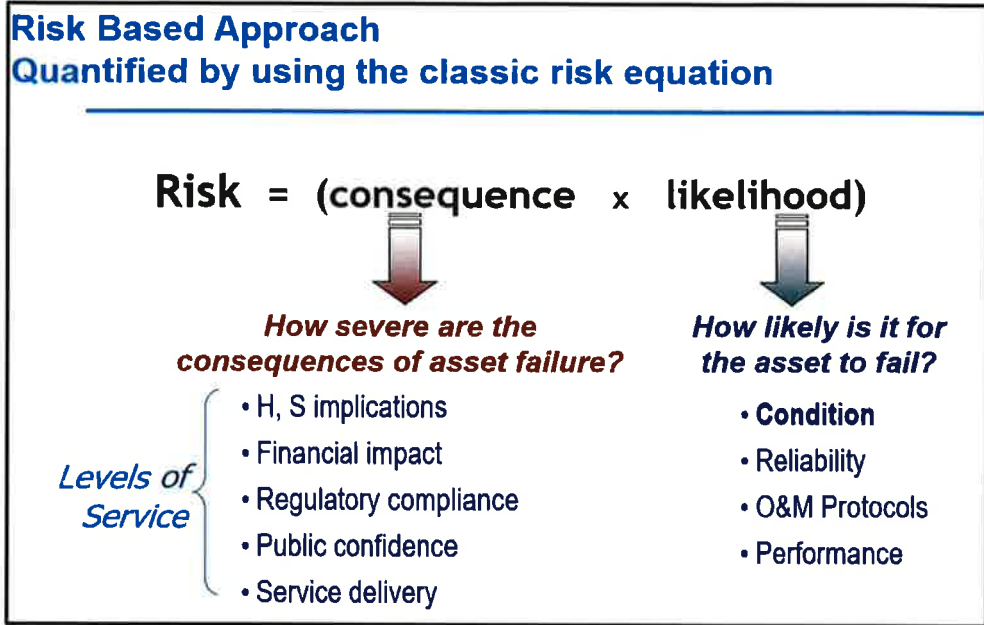 Risk Based Approach
Quantified by using the classic risk equation
Risk = (consequence x likelihood)
How severe are the
consequences of asset failure?
• H, S implications
• Financial impact
• Regulatory compliance
• Public confidence
• Service delivery
Levels of
Service
How likely is it for
the asset to fail?
• Condition
• Reliability
• O&M Protocols
• Performance